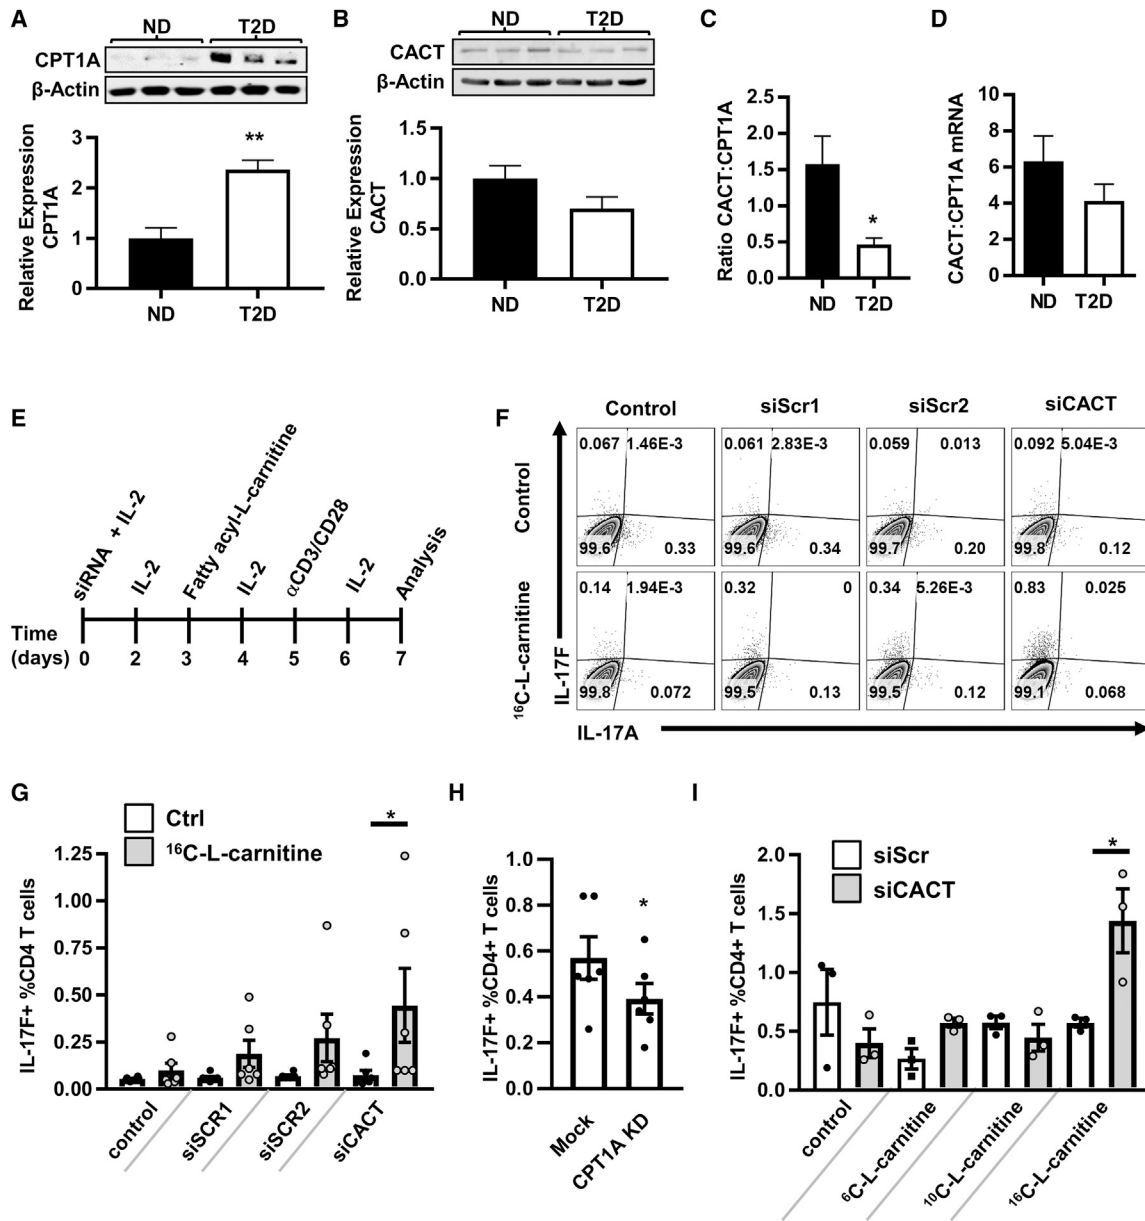 A
ND
T2D
CPT1A
β-Actin
Relative Expression
CPT1A
3
2
1
0
**
ND
T2D
B
ND
T2D
CACT
β-Actin
Relative Expression
CACT
1.5
1.0
0.5
0.0
ND
T2D
C
Ratio CACT:CPT1A
2.5
2.0
1.5
1.0
0.5
0.0
*
ND
T2D
D
CACT:CPT1A mRNA
10
8
6
4
2
0
ND
T2D
E
siRNA + IL-2
IL-2
Fatty acyl-L-carnitine
IL-2
αCD3/CD28
IL-2
Analysis
Time
(days)
0 2 3 4 5 6 7
F
Control siScr1 siScr2 siCACT
Control
0.067 1.46E-3
99.6 0.33
0.061 2.83E-3
99.6 0.34
0.059 0.013
99.7 0.20
0.092 5.04E-3
99.8 0.12
16C-L-carnitine
0.14 1.94E-3
99.8 0.072
0.32 0
99.5 0.13
0.34 5.26E-3
99.5 0.12
0.83 0.025
99.1 0.068
IL-17F
IL-17A
G
Ctrl
16C-L-carnitine
IL-17F+ %CD4 T cells
1.25
0.75
0.50
0.25
0.00
*
control
siSCR1
siSCR2
siCACT
H
IL-17F+ %CD4+ T cells
1.0
0.8
0.6
0.4
0.2
0.0
*
Mock
CPT1A KD
I
siScr
siCACT
IL-17F+ %CD4+ T cells
2.0
1.5
1.0
0.5
0.0
*
control
6C-L-carnitine
10C-L-carnitine
16C-L-carnitine